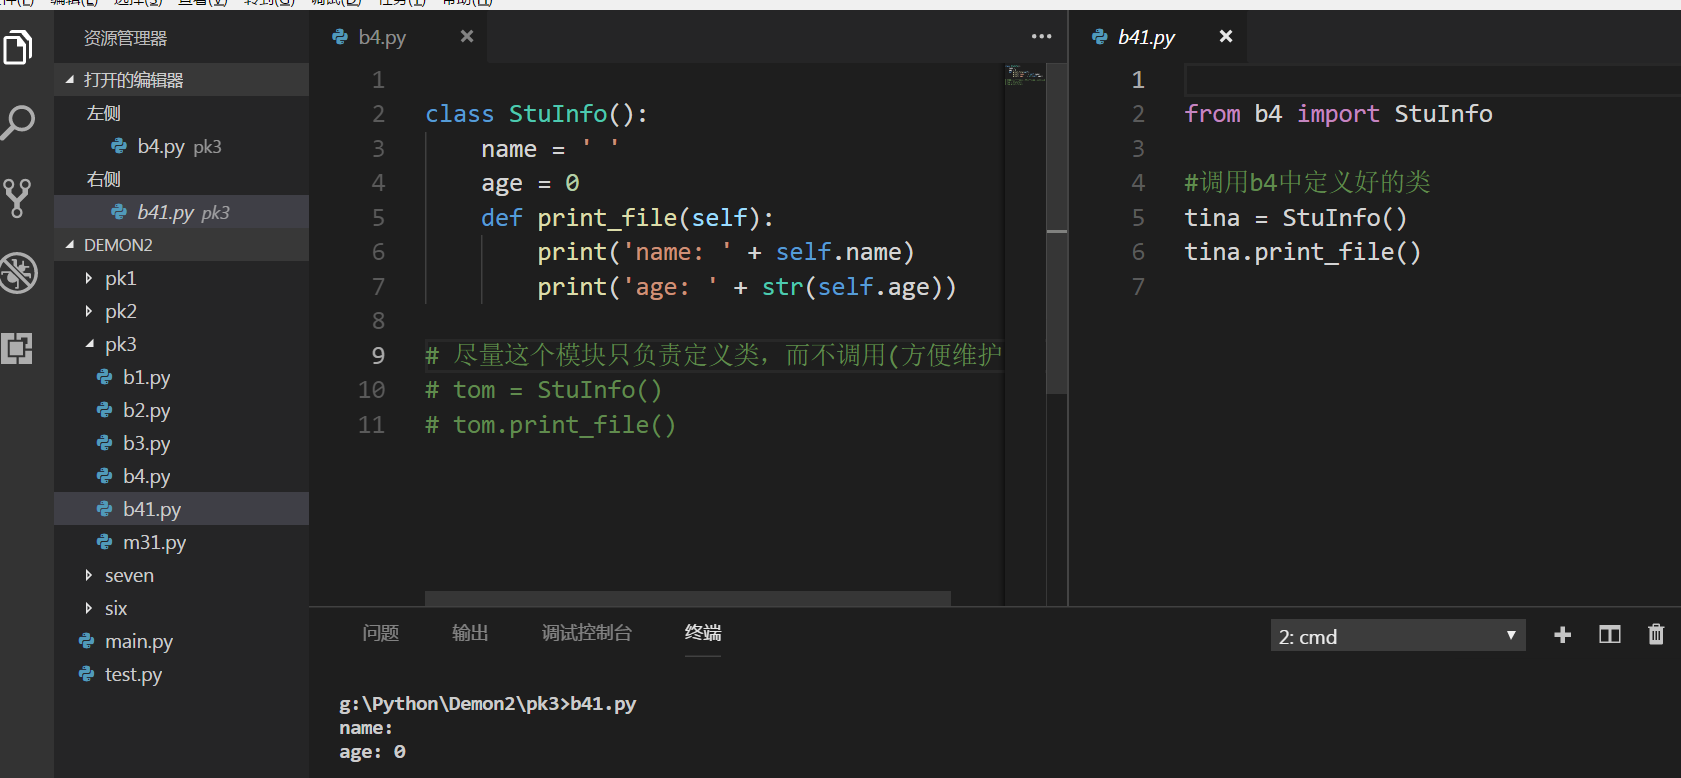 资源管理器
打开的编辑器
左侧
b4.py pk3
右侧
b41.py pk3
DEMON2
pk1
pk2
pk3
b1.py
b2.py
b3.py
b4.py
b41.py
m31.py
seven
six
main.py
test.py
b4.py
1
2 class StuInfo():
3 name = ' '
4 age = 0
5 def print_file(self):
6 print('name: ' + self.name)
7 print('age: ' + str(self.age))
8
9 # 尽量这个模块只负责定义类，而不调用(方便维护
10 # tom = StuInfo()
11 # tom.print_file()
b41.py
1
2 from b4 import StuInfo
3
4 #调用b4中定义好的类
5 tina = StuInfo()
6 tina.print_file()
7
问题 输出 调试控制台 终端
2: cmd
g:\Python\Demon2\pk3>b41.py
name:
age: 0